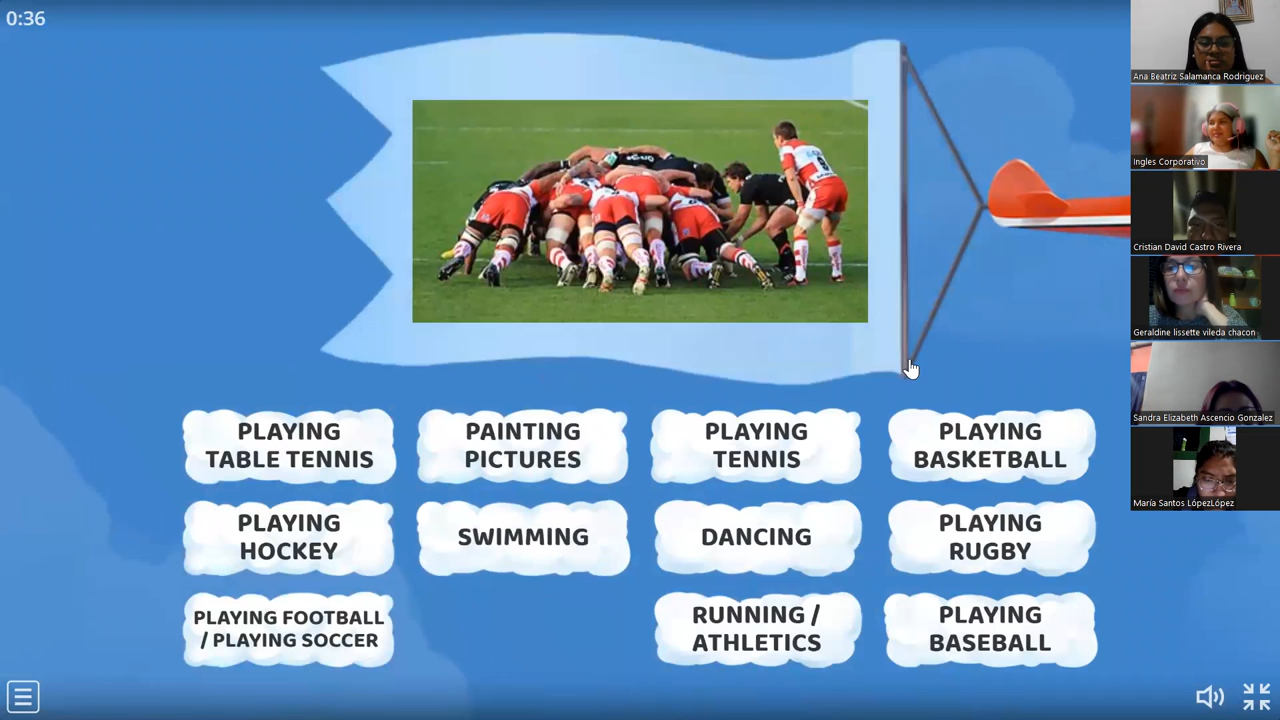 0:36
PLAYING
TABLE TENNIS
PAINTING
PICTURES
PLAYING
TENNIS
PLAYING
BASKETBALL
PLAYING
HOCKEY
SWIMMING
DANCING
PLAYING
RUGBY
PLAYING FOOTBALL
/ PLAYING SOCCER
RUNNING /
ATHLETICS
PLAYING
BASEBALL
Ana Beatriz Salamanca Rodriguez
Ingles Corporativo
Cristian David Castro Rivera
Geraldine lissette vileda chacon
Sandra Elizabeth Ascencio Gonzalez
María Santos LópezLópez